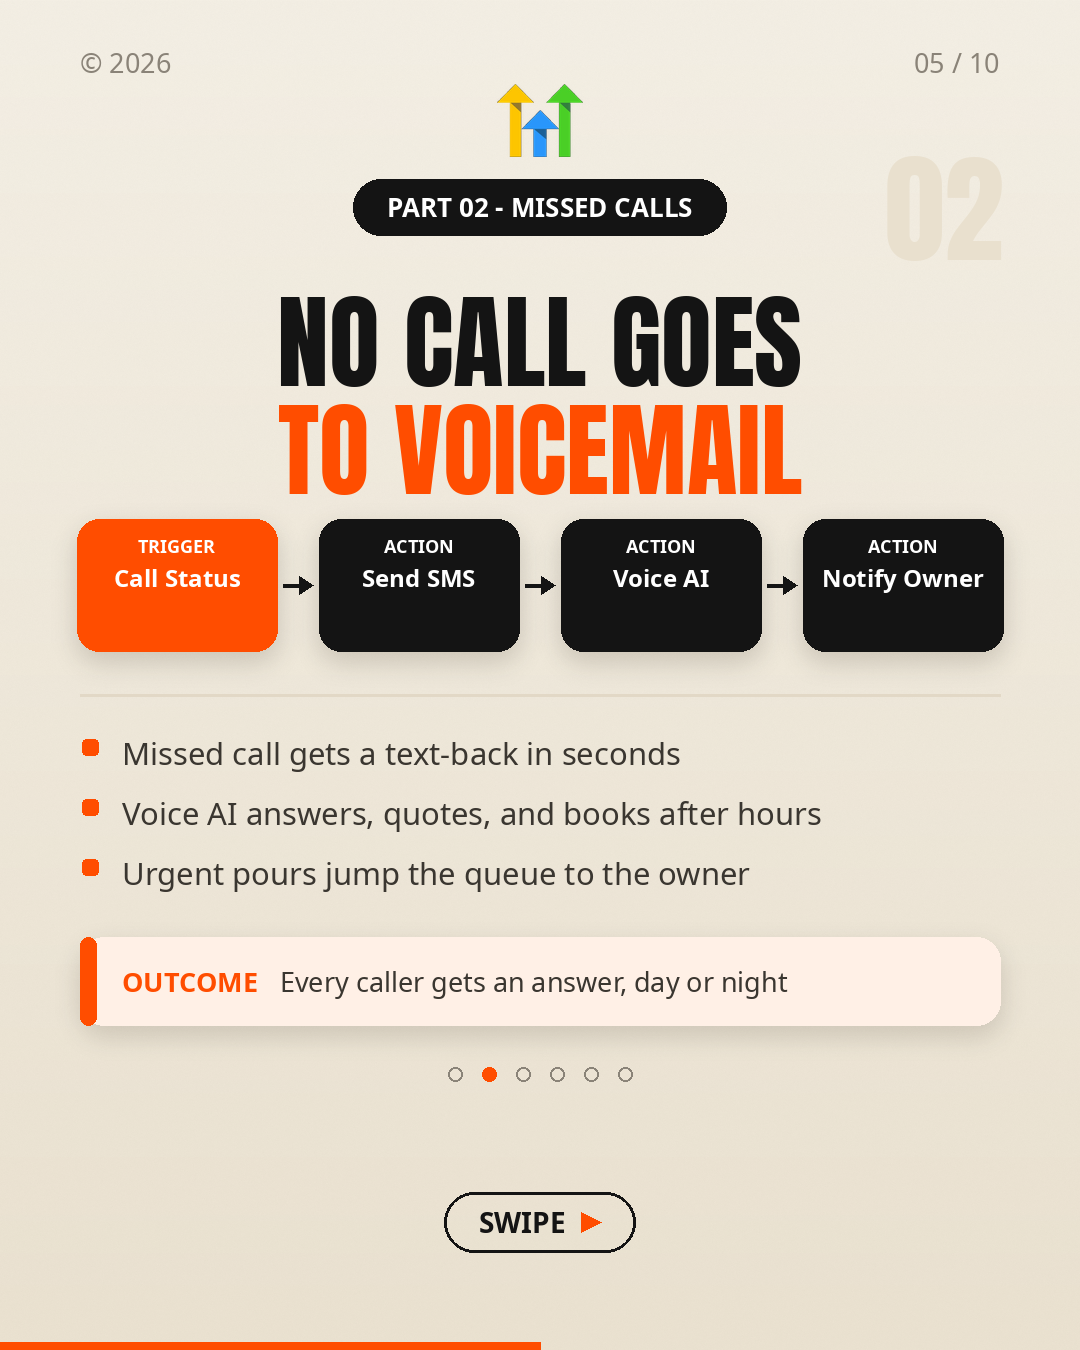 © 2026
05 / 10
PART 02 - MISSED CALLS
02
NO CALL GOES
TO VOICEMAIL
TRIGGER
Call Status
ACTION
Send SMS
ACTION
Voice AI
ACTION
Notify Owner
Missed call gets a text-back in seconds
Voice AI answers, quotes, and books after hours
Urgent pours jump the queue to the owner
OUTCOME Every caller gets an answer, day or night
SWIPE